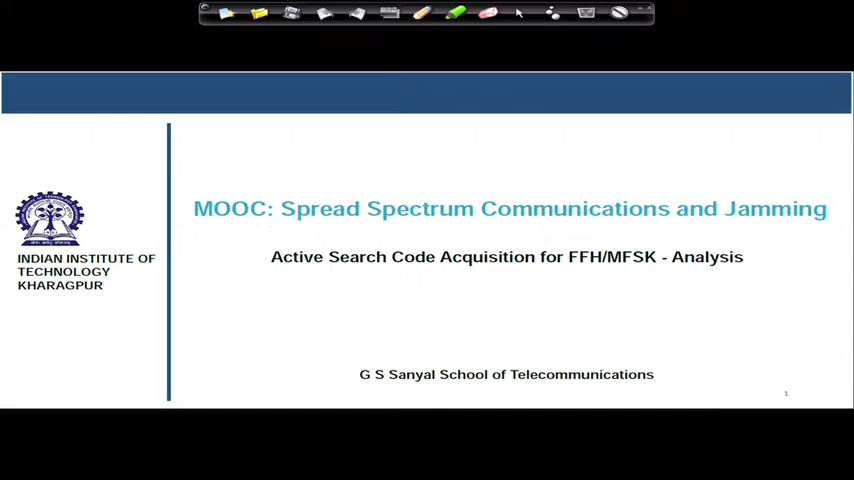 MOOC: Spread Spectrum Communications and Jamming
Active Search Code Acquisition for FFH/MFSK - Analysis
INDIAN INSTITUTE OF
TECHNOLOGY
KHARAGPUR
G S Sanyal School of Telecommunications
1